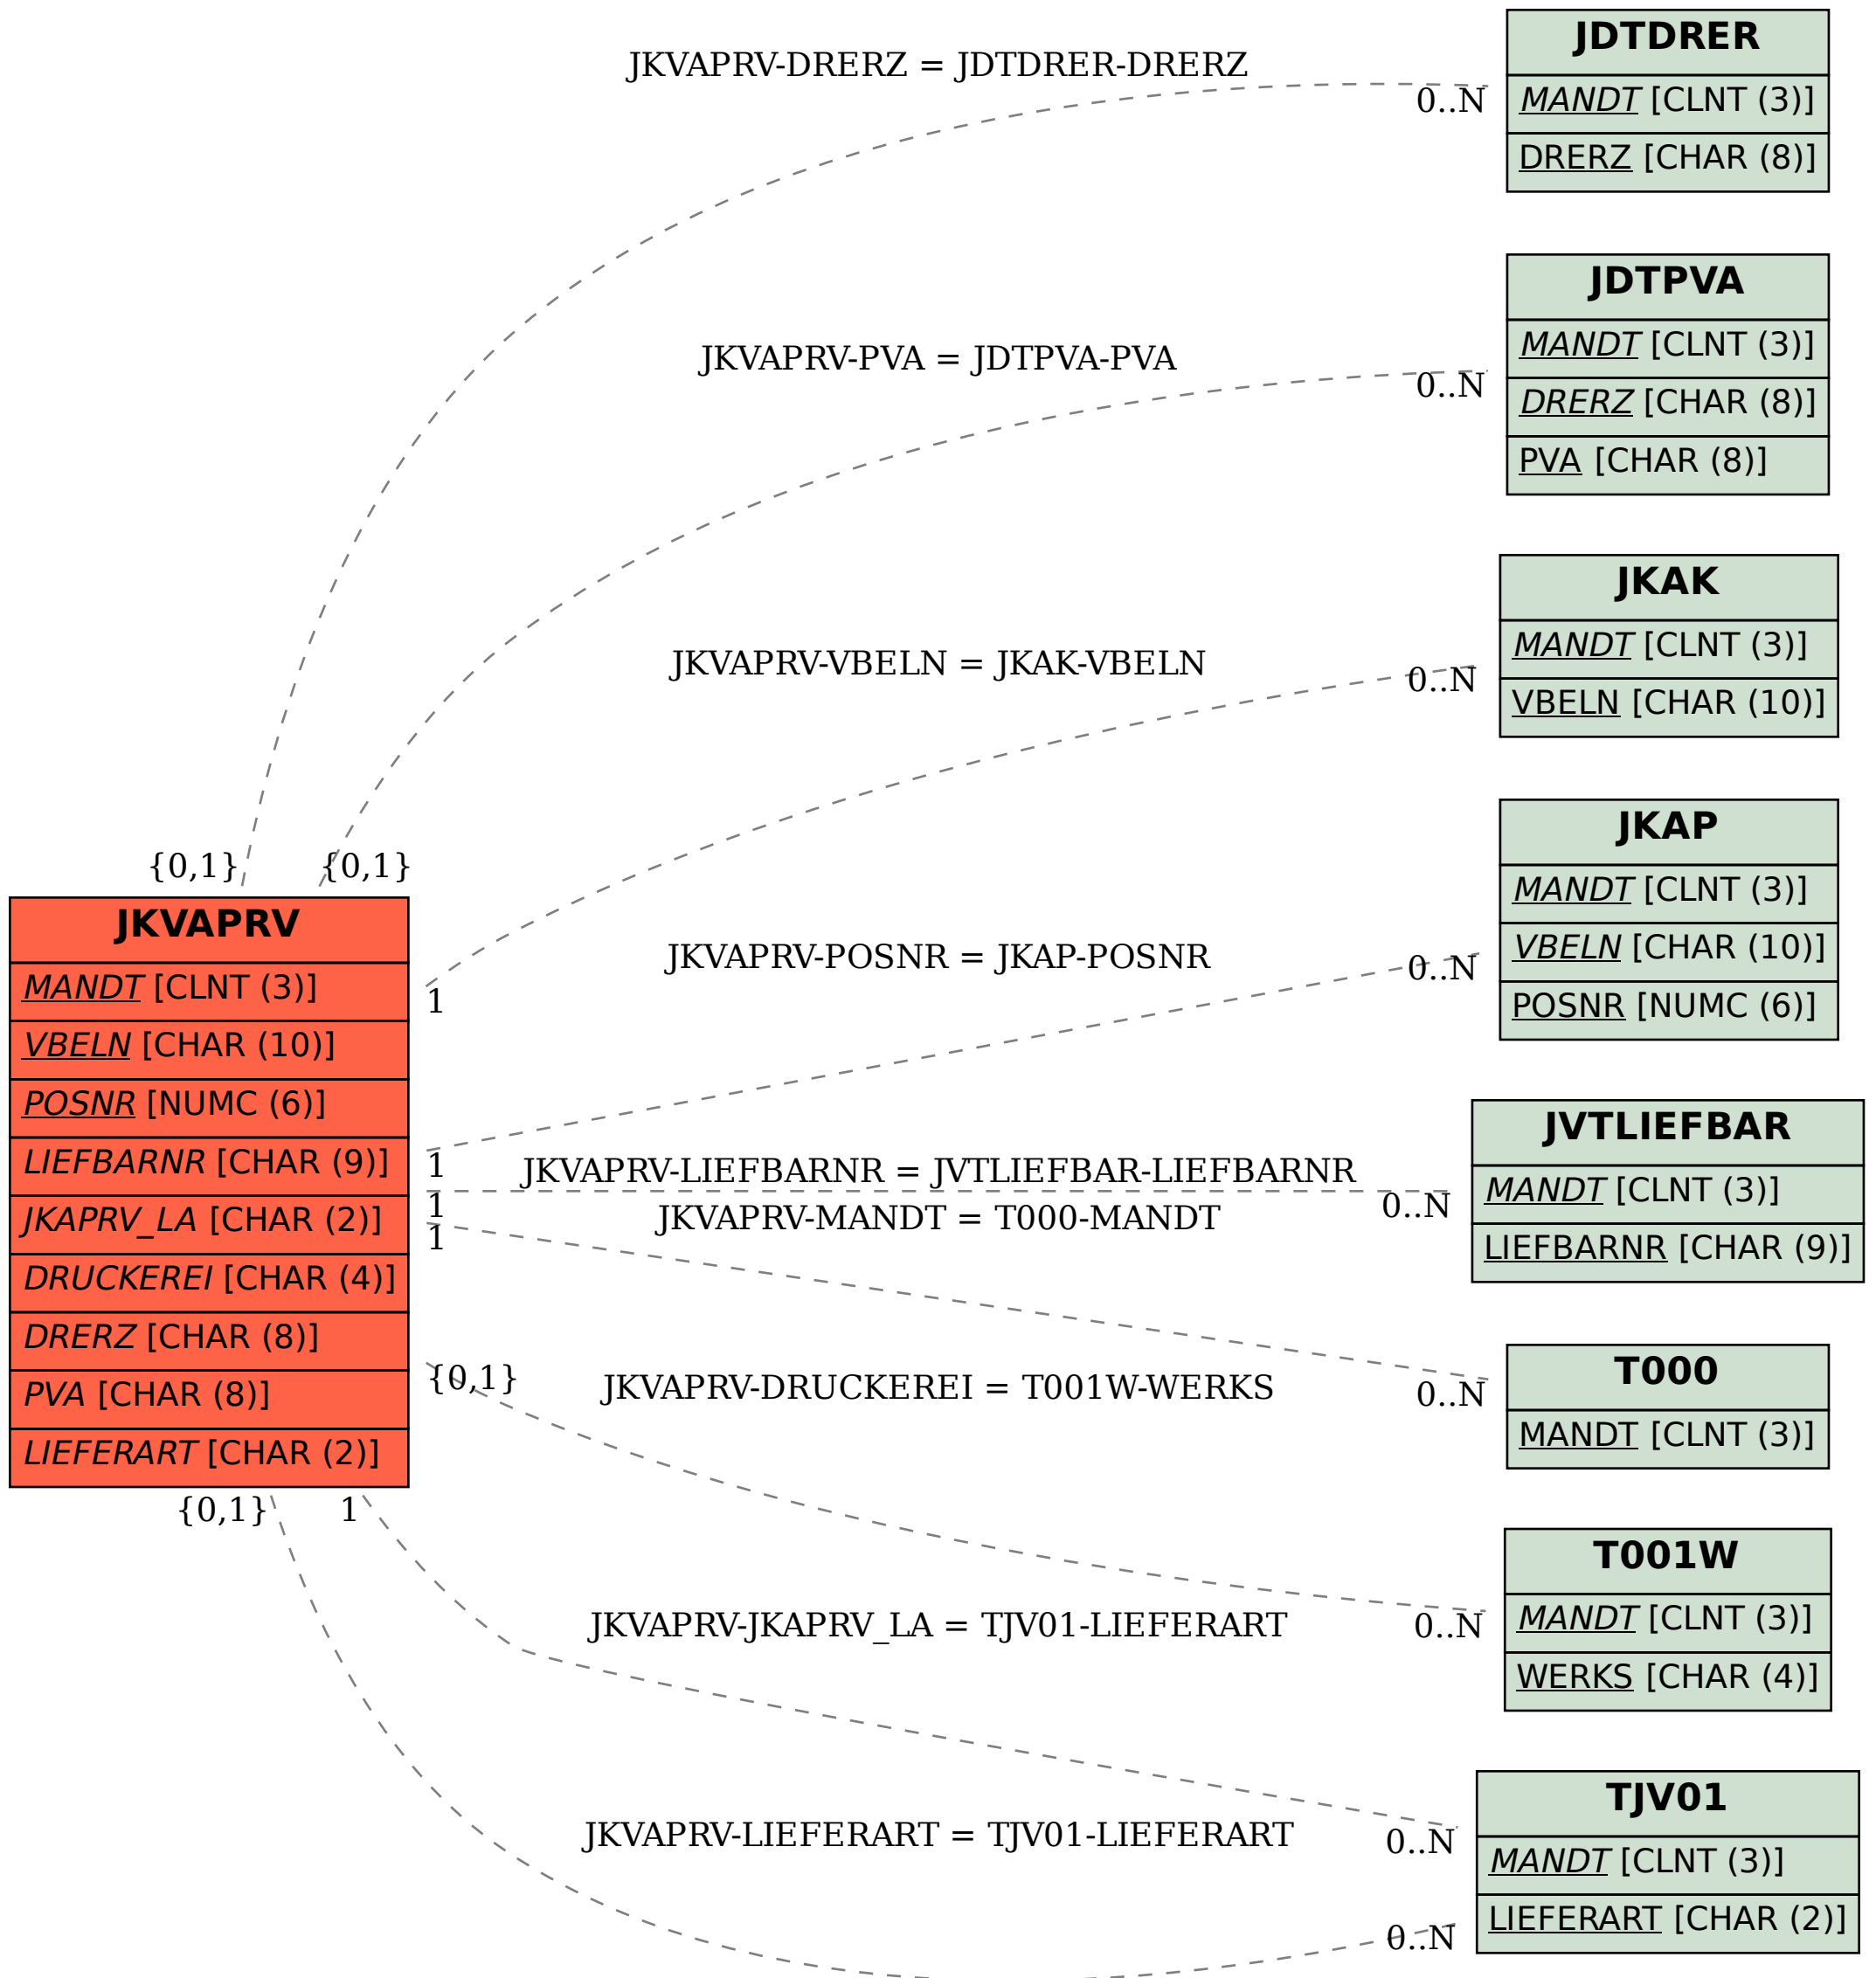 JDTDRER
MANDT [CLNT (3)]
DRERZ [CHAR (8)]
JKVAPRV-DRERZ = JDTDRER-DRERZ
0..N
JDTPVA
MANDT [CLNT (3)]
DRERZ [CHAR (8)]
PVA [CHAR (8)]
JKVAPRV-PVA = JDTPVA-PVA
0..N
JKAK
MANDT [CLNT (3)]
VBELN [CHAR (10)]
JKVAPRV-VBELN = JKAK-VBELN
0..N
JKAP
MANDT [CLNT (3)]
VBELN [CHAR (10)]
POSNR [NUMC (6)]
{0,1}
{0,1}
JKVAPRV
MANDT [CLNT (3)]
VBELN [CHAR (10)]
POSNR [NUMC (6)]
LIEFBARNR [CHAR (9)]
JKAPRV_LA [CHAR (2)]
DRUCKEREI [CHAR (4)]
DRERZ [CHAR (8)]
PVA [CHAR (8)]
LIEFERART [CHAR (2)]
1
JKVAPRV-POSNR = JKAP-POSNR
0..N
1
JKVAPRV-LIEFBARNR = JVTLIEFBAR-LIEFBARNR
1
0..N
JKVAPRV-MANDT = T000-MANDT
1
JVTLIEFBAR
MANDT [CLNT (3)]
LIEFBARNR [CHAR (9)]
{0,1}
JKVAPRV-DRUCKEREI = T001W-WERKS
0..N
T000
MANDT [CLNT (3)]
{0,1}
1
T001W
MANDT [CLNT (3)]
WERKS [CHAR (4)]
JKVAPRV-JKAPRV_LA = TJV01-LIEFERART
0..N
TJV01
MANDT [CLNT (3)]
LIEFERART [CHAR (2)]
JKVAPRV-LIEFERART = TJV01-LIEFERART
0..N
0..N